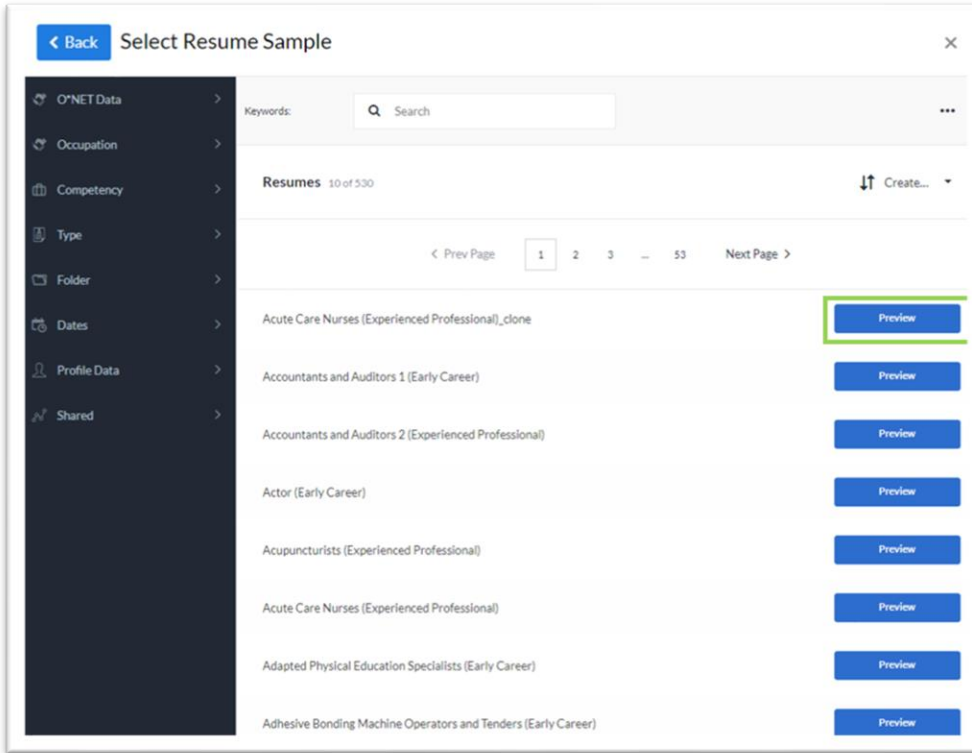 Back Select Resume Sample ×
O*NET Data
Occupation
Competency
Type
Folder
Dates
Profile Data
Shared
Keywords: Search ...
Resumes 10 of 530 Create...
< Prev Page 1 2 3 ... 53 Next Page >
Acute Care Nurses (Experienced Professional)_clone Preview
Accountants and Auditors 1 (Early Career) Preview
Accountants and Auditors 2 (Experienced Professional) Preview
Actor (Early Career) Preview
Acupuncturists (Experienced Professional) Preview
Acute Care Nurses (Experienced Professional) Preview
Adapted Physical Education Specialists (Early Career) Preview
Adhesive Bonding Machine Operators and Tenders (Early Career) Preview